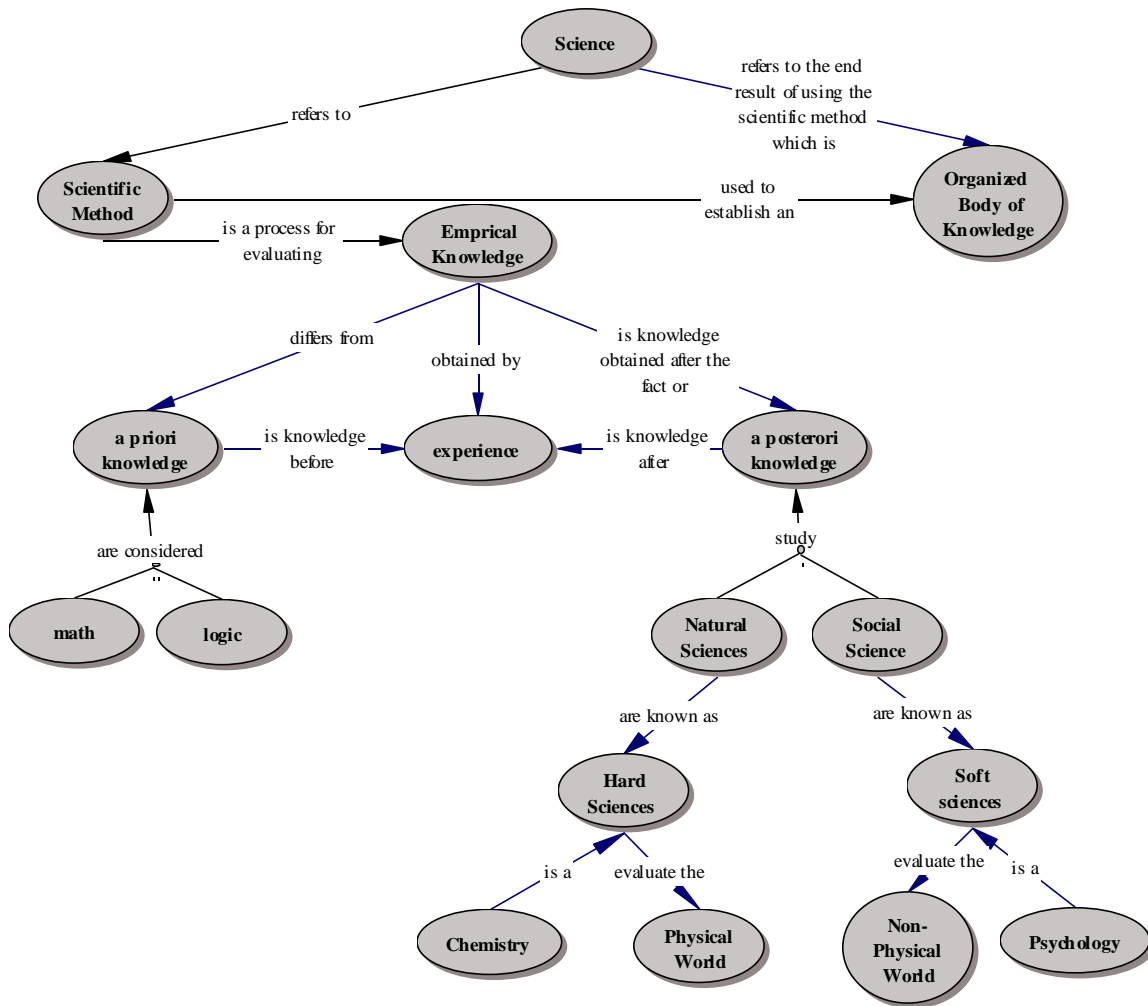 Science
refers to the end
result of using the
scientific method
which is
refers to
Scientific
Method
used to
establish an
Organized
Body of
Knowledge
is a process for
evaluating
Emprical
Knowledge
differs from
obtained by
is knowledge
obtained after the
fact or
a priori
knowledge
is knowledge
before
experience
is knowledge
after
a posterori
knowledge
are considered
study
math
logic
Natural
Sciences
Social
Science
are known as
are known as
Hard
Sciences
Soft
sciences
is a
evaluate the
evaluate the
is a
Chemistry
Physical
World
Non-
Physical
World
Psychology